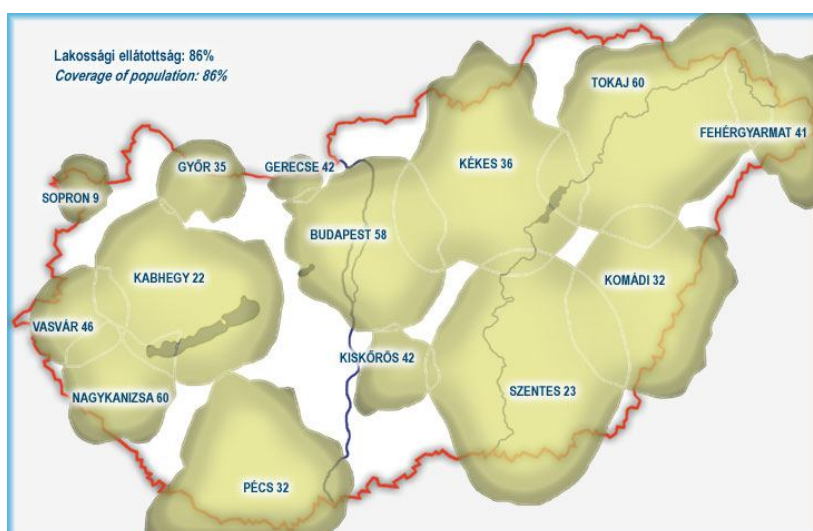 Lakossági ellátottság: 86%
Coverage of population: 86%
TOKAJ 60
FEHÉRGYARMAT 41
KÉKES 36
GYŐR 35
GERECSE 42
SOPRON 9
BUDAPEST 58
KABHEGY 22
KOMÁDI 32
VASVÁR 46
KISKŐRÖS 42
SZENTES 23
NAGYKANIZSA 60
PÉCS 32